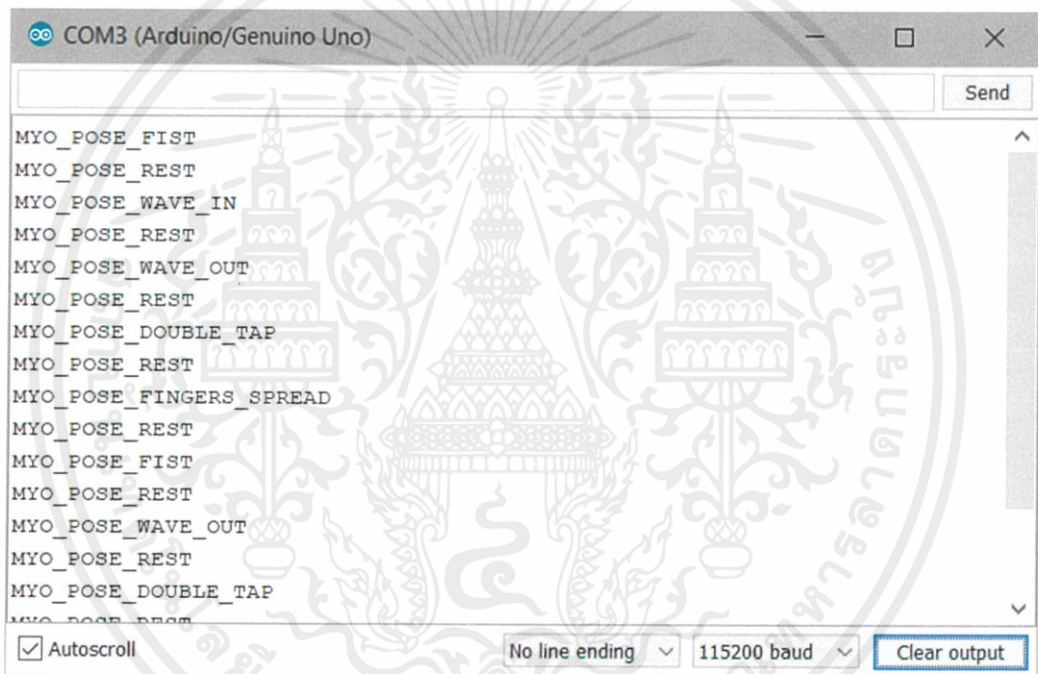 COM3 (Arduino/Genuino Uno)
Send
MYO_POSE_FIST
MYO_POSE_REST
MYO_POSE_WAVE_IN
MYO_POSE_REST
MYO_POSE_WAVE_OUT
MYO_POSE_REST
MYO_POSE_DOUBLE_TAP
MYO_POSE_REST
MYO_POSE_FINGERS_SPREAD
MYO_POSE_REST
MYO_POSE_FIST
MYO_POSE_REST
MYO_POSE_WAVE_OUT
MYO_POSE_REST
MYO_POSE_DOUBLE_TAP
MYO_POSE_REST
Autoscroll
No line ending
115200 baud
Clear output